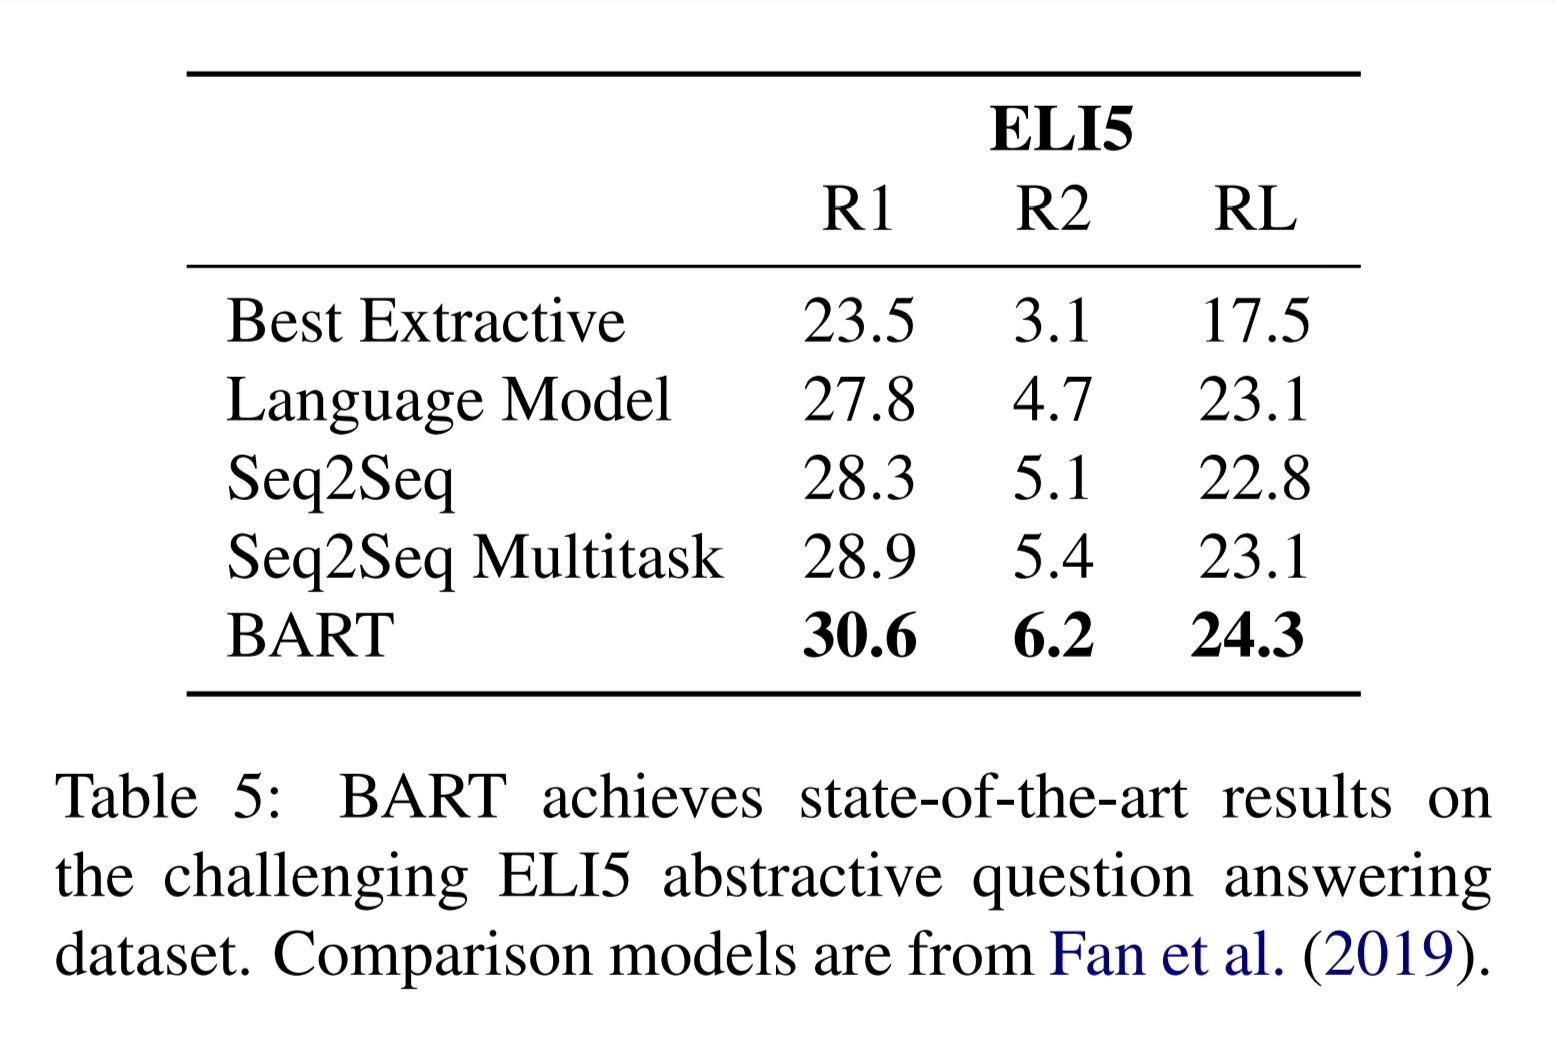 ELI5
R1 R2 RL
Best Extractive 23.5 3.1 17.5
Language Model 27.8 4.7 23.1
Seq2Seq 28.3 5.1 22.8
Seq2Seq Multitask 28.9 5.4 23.1
BART 30.6 6.2 24.3
Table 5: BART achieves state-of-the-art results on
the challenging ELI5 abstractive question answering
dataset. Comparison models are from Fan et al. (2019).